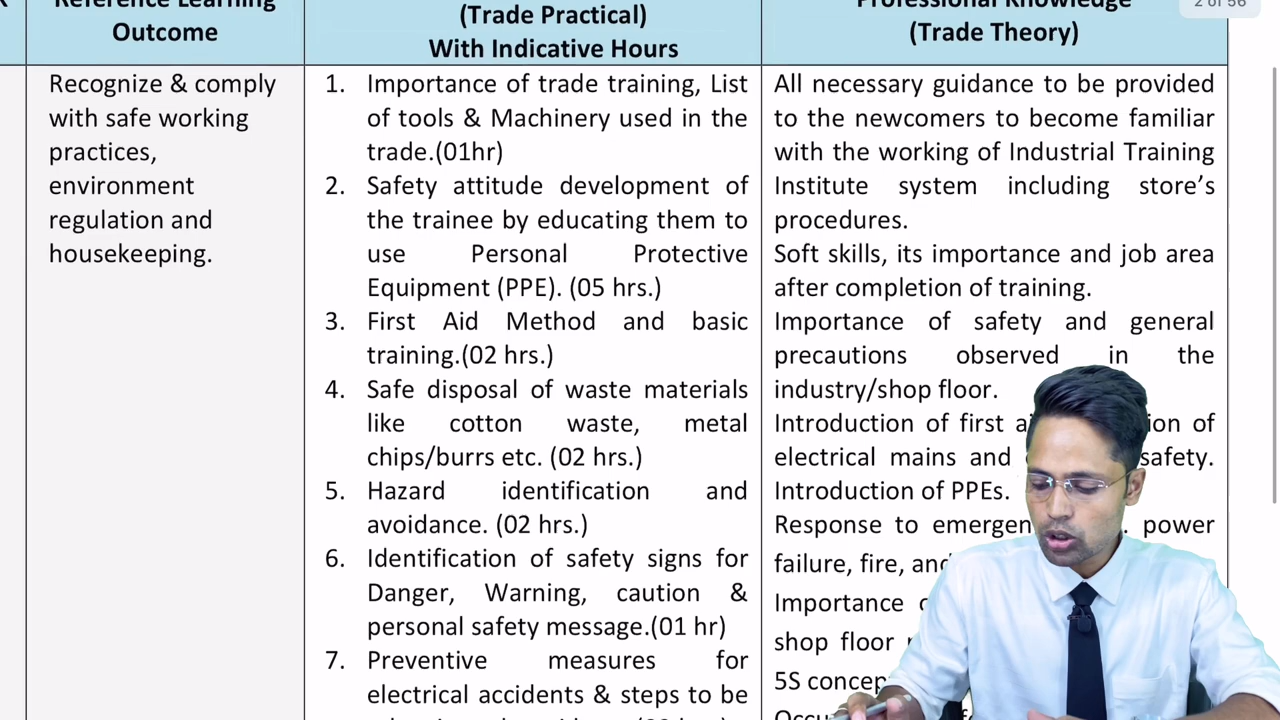 2 of 56
Reference Learning
Outcome
(Trade Practical)
With Indicative Hours
Professional Knowledge
(Trade Theory)
Recognize & comply
with safe working
practices,
environment
regulation and
housekeeping.
1. Importance of trade training, List
of tools & Machinery used in the
trade.(01hr)
2. Safety attitude development of
the trainee by educating them to
use Personal Protective
Equipment (PPE). (05 hrs.)
3. First Aid Method and basic
training.(02 hrs.)
4. Safe disposal of waste materials
like cotton waste, metal
chips/burrs etc. (02 hrs.)
5. Hazard identification and
avoidance. (02 hrs.)
6. Identification of safety signs for
Danger, Warning, caution &
personal safety message.(01 hr)
7. Preventive measures for
electrical accidents & steps to be
All necessary guidance to be provided
to the newcomers to become familiar
with the working of Industrial Training
Institute system including store’s
procedures.
Soft skills, its importance and job area
after completion of training.
Importance of safety and general
precautions observed in the
industry/shop floor.
Introduction of first of
electrical mains and safety.
Introduction of PPEs.
Response to power
failure, fire, and
Importance
shop floor
5S concept